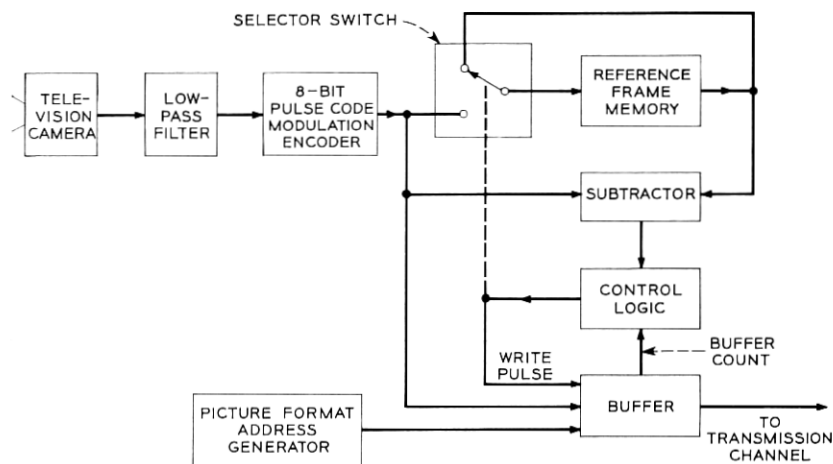 SELECTOR SWITCH
TELE-
VISION
CAMERA
LOW-
PASS
FILTER
8-BIT
PULSE CODE
MODULATION
ENCODER
REFERENCE
FRAME
MEMORY
SUBTRACTOR
CONTROL
LOGIC
BUFFER
COUNT
WRITE
PULSE
BUFFER
PICTURE FORMAT
ADDRESS
GENERATOR
TO
TRANSMISSION
CHANNEL